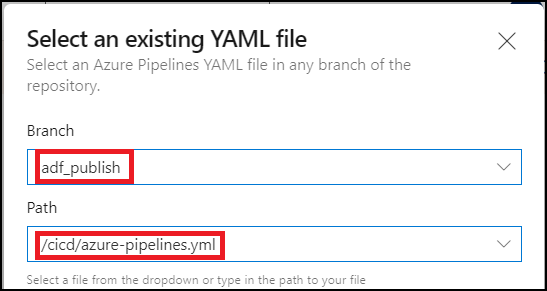 Select an existing YAML file
Select an Azure Pipelines YAML file in any branch of the
repository.
Branch
adf_publish
Path
/cicd/azure-pipelines.yml
Select a file from the dropdown or type in the path to your file